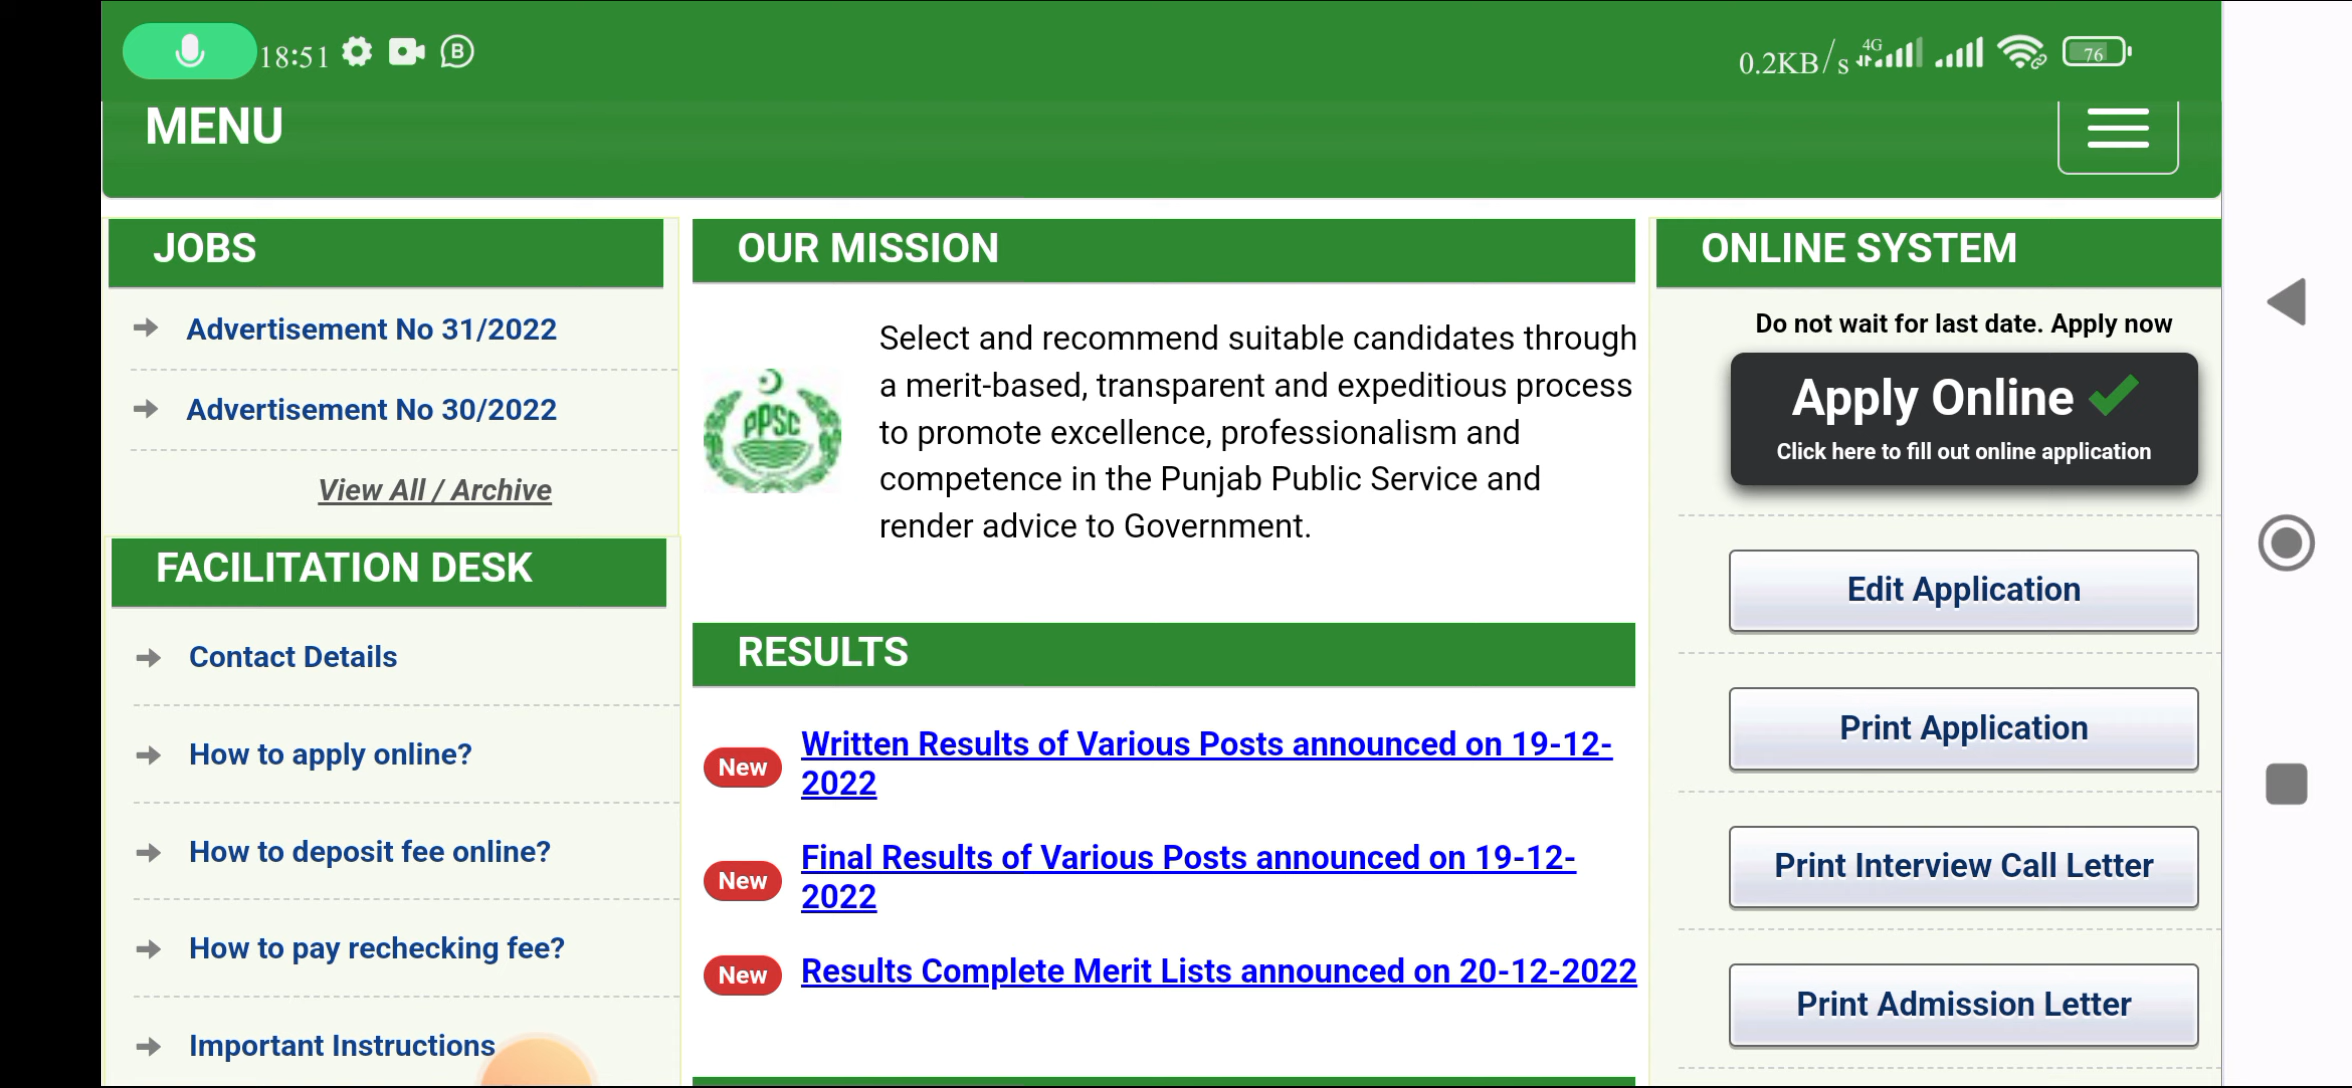 18:51
0.2KB/s 4G 76
MENU
JOBS
Advertisement No 31/2022
Advertisement No 30/2022
View All / Archive
FACILITATION DESK
Contact Details
How to apply online?
How to deposit fee online?
How to pay rechecking fee?
Important Instructions
OUR MISSION
PPSC
Select and recommend suitable candidates through
a merit-based, transparent and expeditious process
to promote excellence, professionalism and
competence in the Punjab Public Service and
render advice to Government.
RESULTS
New Written Results of Various Posts announced on 19-12-
2022
New Final Results of Various Posts announced on 19-12-
2022
New Results Complete Merit Lists announced on 20-12-2022
ONLINE SYSTEM
Do not wait for last date. Apply now
Apply Online
Click here to fill out online application
Edit Application
Print Application
Print Interview Call Letter
Print Admission Letter